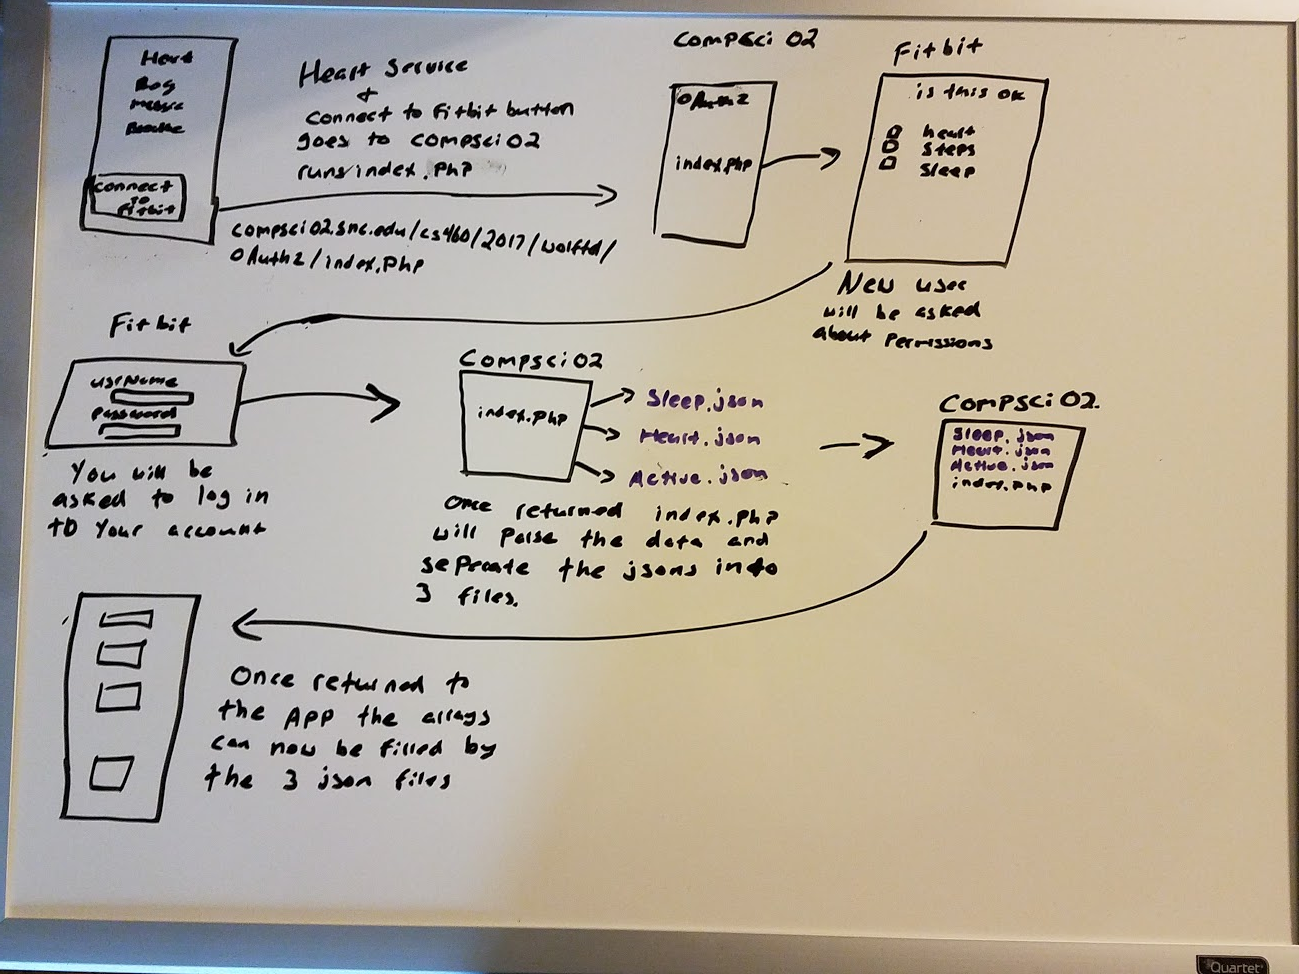 Heart
Music
Breathe
Connect
To
Fitbit
Heart Service
+
connect to Fitbit button
goes to compsci02
runs index.php
compsci02.snc.edu/cs460/2017/wolftd/
OAuth2/index.php
CompSci 02
OAuth2
index.php
Fitbit
is this ok
heart
Steps
Sleep
New user
will be asked
about permissions
Fitbit
username
password
You will be
asked to log in
to your account
Compsci02
index.php
Sleep.json
Heart.json
Active.json
Once returned index.php
will parse the data and
seprate the jsons into
3 files.
Compsci02.
Sleep.json
Heart.json
Active.json
index.php
Once returned to
the APP the arrays
can now be filled by
the 3 json files
Quartet